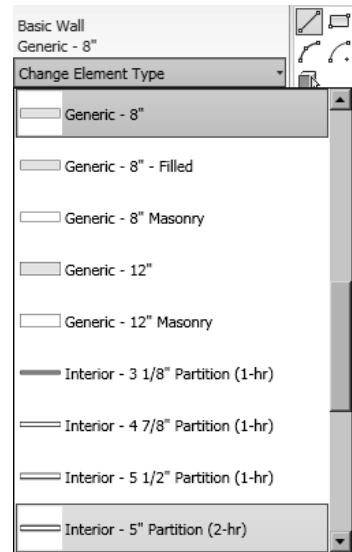 Basic Wall
Generic - 8"
Change Element Type
Generic - 8"
Generic - 8" - Filled
Generic - 8" Masonry
Generic - 12"
Generic - 12" Masonry
Interior - 3 1/8" Partition (1-hr)
Interior - 4 7/8" Partition (1-hr)
Interior - 5 1/2" Partition (1-hr)
Interior - 5" Partition (2-hr)